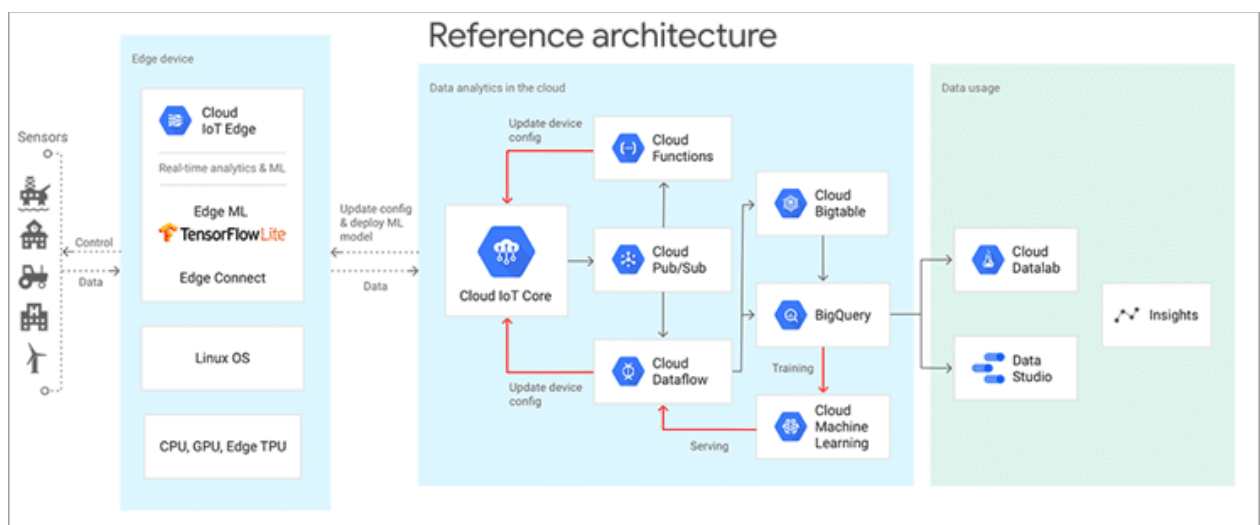 Reference architecture
Sensors
Control
Data
Edge device
Cloud
IoT Edge
Real-time analytics & ML
Edge ML
TensorFlow Lite
Edge Connect
Linux OS
CPU, GPU, Edge TPU
Update config
& deploy ML
model
Data
Data analytics in the cloud
Update device
config
Cloud
Functions
Cloud IoT Core
Cloud
Pub/Sub
Update device
config
Cloud
Dataflow
Cloud
Bigtable
BigQuery
Training
Cloud
Machine
Learning
Serving
Data usage
Cloud
Datalab
Data
Studio
Insights